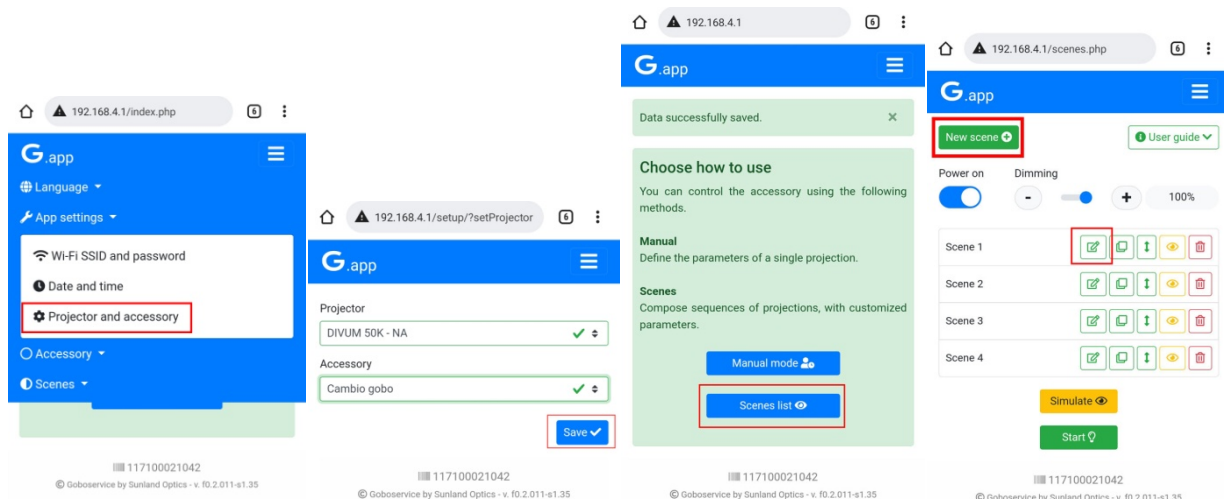 192.168.4.1/index.php
6
G.app
Language
App settings
Wi-Fi SSID and password
Date and time
Projector and accessory
Accessory
Scenes
117100021042
© Goboservice by Sunland Optics - v. f0.2.011-s1.35
192.168.4.1/setup/?setProjector
6
G.app
Projector
DIVUM 50K - NA
Accessory
Cambio gobo
Save
117100021042
© Goboservice by Sunland Optics - v. f0.2.011-s1.35
192.168.4.1
6
G.app
Data successfully saved.
Choose how to use
You can control the accessory using the following
methods.
Manual
Define the parameters of a single projection.
Scenes
Compose sequences of projections, with customized
parameters.
Manual mode
Scenes list
117100021042
© Goboservice by Sunland Optics - v. f0.2.011-s1.35
192.168.4.1/scenes.php
6
G.app
New scene
User guide
Power on Dimming
- + 100%
Scene 1
Scene 2
Scene 3
Scene 4
Simulate
Start
117100021042
© Goboservice by Sunland Optics - v. f0.2.011-s1.35